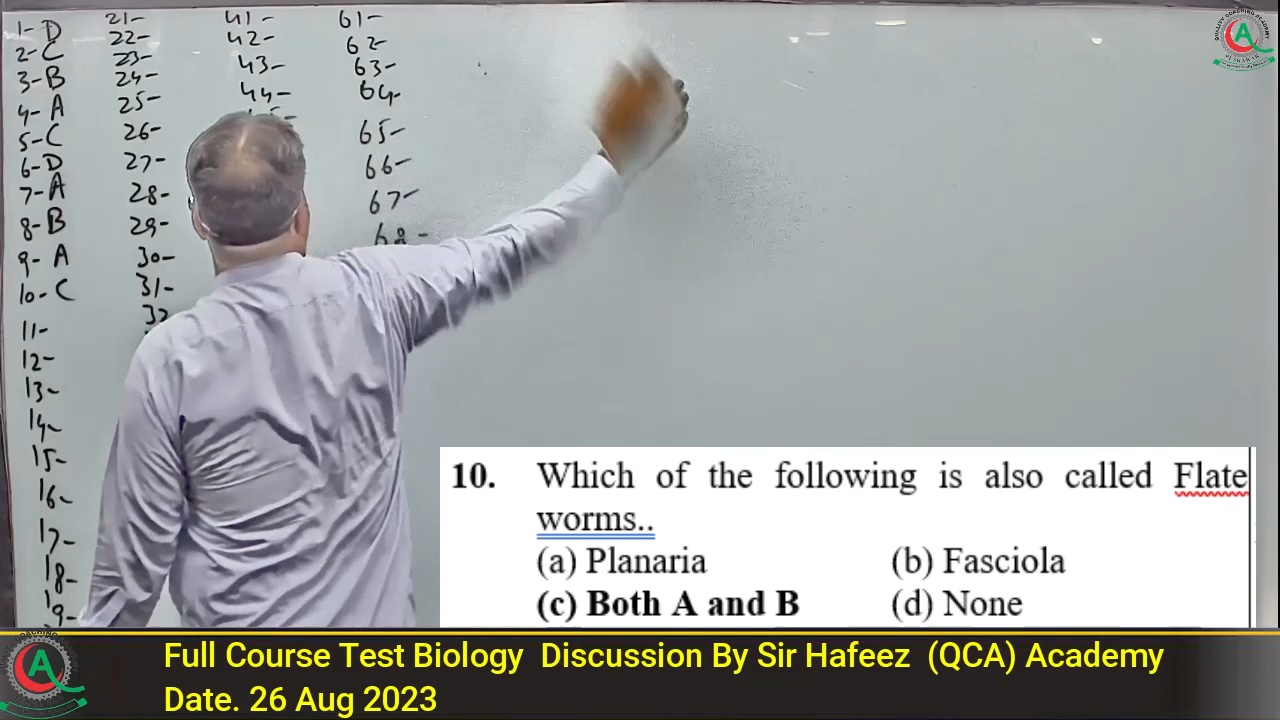 1- D
2- C
3- B
4- A
5- C
6- D
7- A
8- B
9- A
10- C
11-
12-
13-
14-
15-
16-
17-
18-
19-
21-
22-
23-
24-
25-
26-
27-
28-
29-
30-
31-
32
41-
42-
43-
44-
61-
62-
63-
64-
65-
66-
67-
68-
10. Which of the following is also called Flate
worms..
(a) Planaria (b) Fasciola
(c) Both A and B (d) None
Full Course Test Biology Discussion By Sir Hafeez (QCA) Academy
Date. 26 Aug 2023